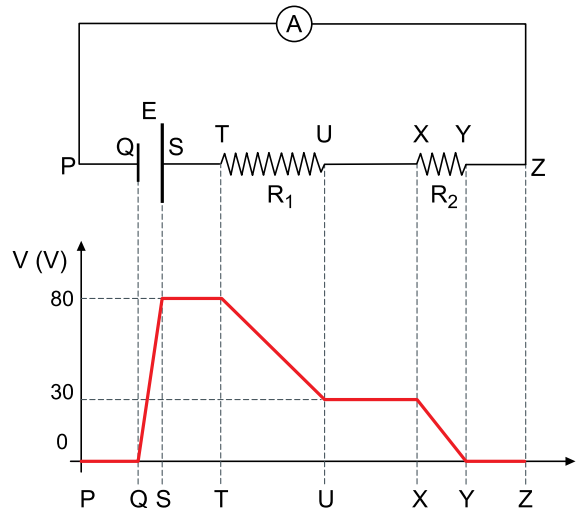 A
E
T U X Y
Q S
P Z
R1 R2
V (V)
80
30
0
P Q S T U X Y Z